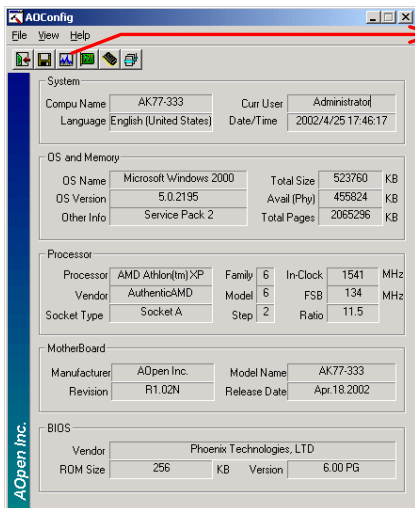 AOConfig
File View Help
System
Compu Name AK77-333 Curr User Administrator
Language English (United States) Date/Time 2002/4/25 17:46:17
OS and Memory
OS Name Microsoft Windows 2000 Total Size 523760 KB
OS Version 5.0.2195 Avail (Phy) 455824 KB
Other Info Service Pack 2 Total Pages 2065296 KB
Processor
Processor AMD Athlon(tm) XP Family 6 In-Clock 1541 MHz
Vendor AuthenticAMD Model 6 FSB 134 MHz
Socket Type Socket A Step 2 Ratio 11.5
MotherBoard
Manufacturer AOpen Inc. Model Name AK77-333
Revision R1.02N Release Date Apr.18.2002
BIOS
Vendor Phoenix Technologies, LTD
ROM Size 256 KB Version 6.00 PG
AOpen Inc.